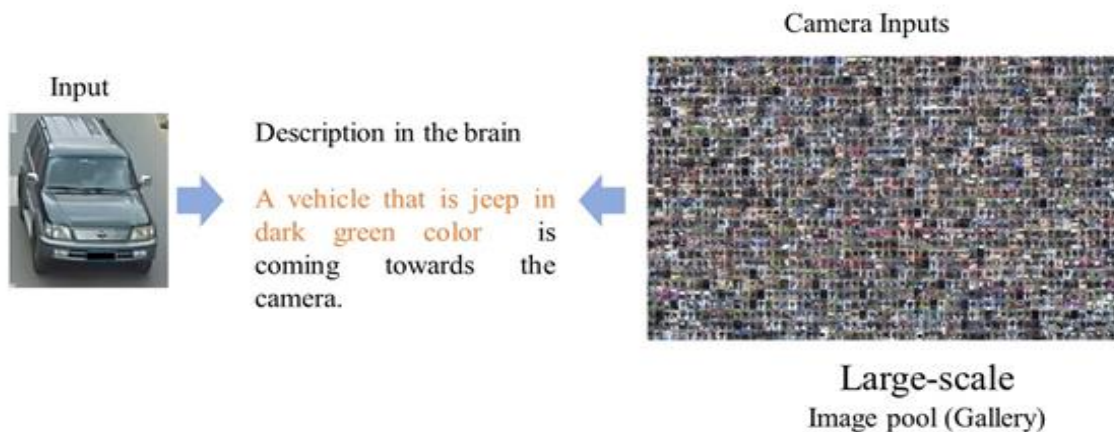 Input
Description in the brain
A vehicle that is jeep in
dark green color is
coming towards the
camera.
Camera Inputs
Large-scale
Image pool (Gallery)